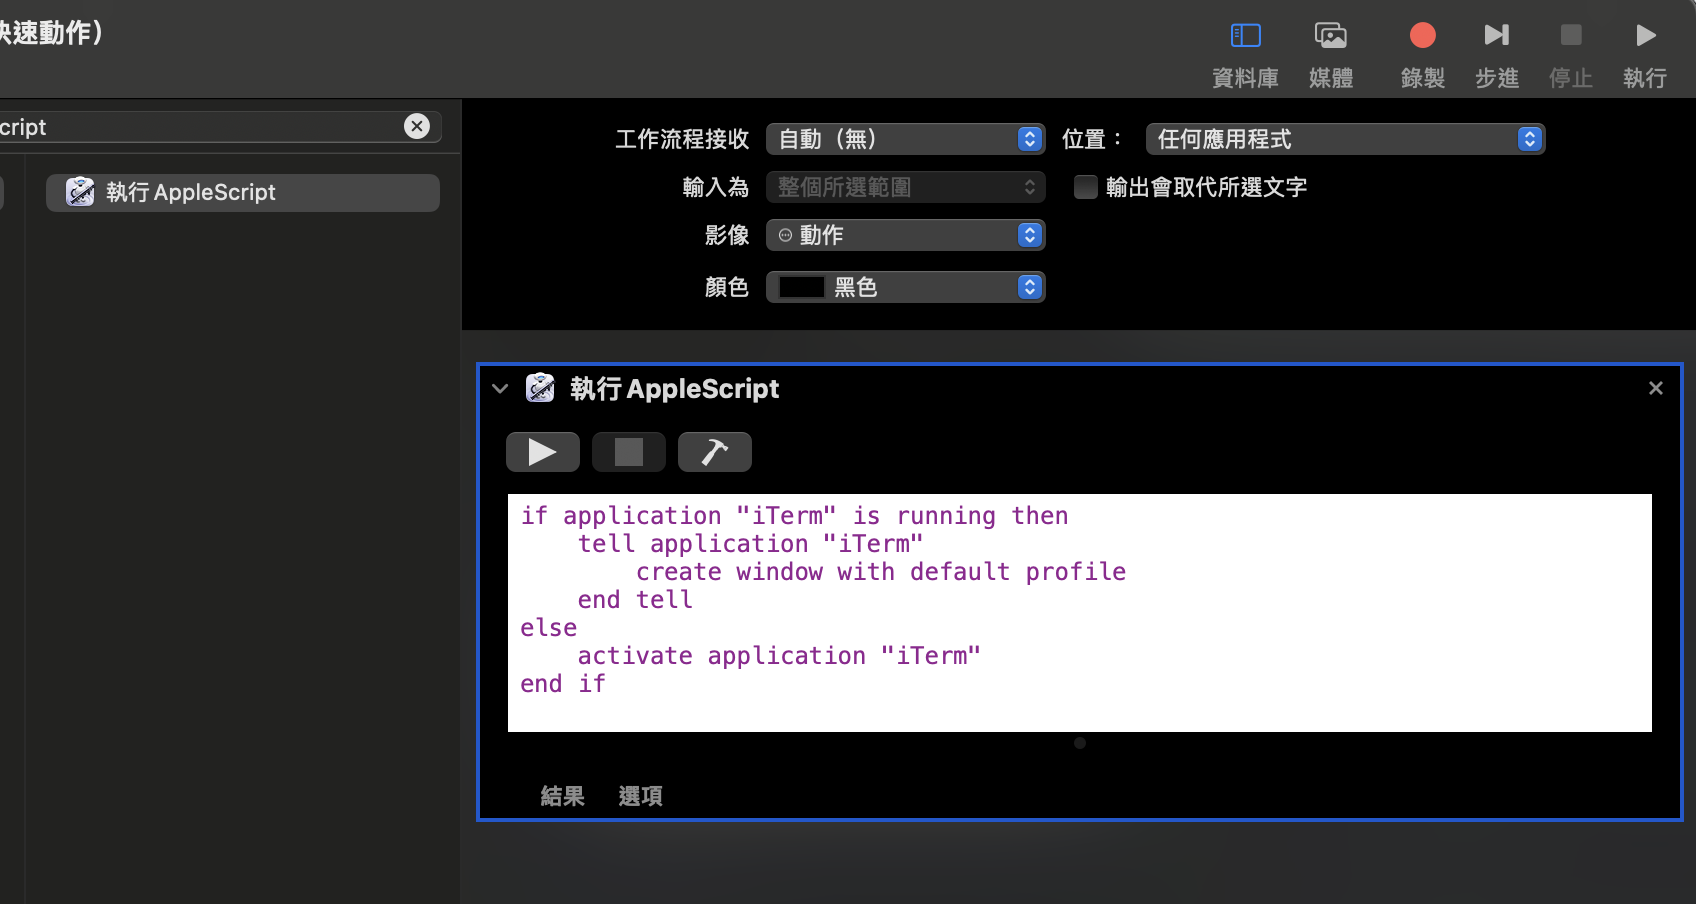 快速動作）
資料庫
媒體
錄製
步進
停止
執行
cript
執行 AppleScript
工作流程接收 自動（無） 位置： 任何應用程式
輸入為 整個所選範圍 輸出會取代所選文字
影像 動作
顏色 黑色
執行 AppleScript
if application "iTerm" is running then
    tell application "iTerm"
        create window with default profile
    end tell
else
    activate application "iTerm"
end if
結果 選項